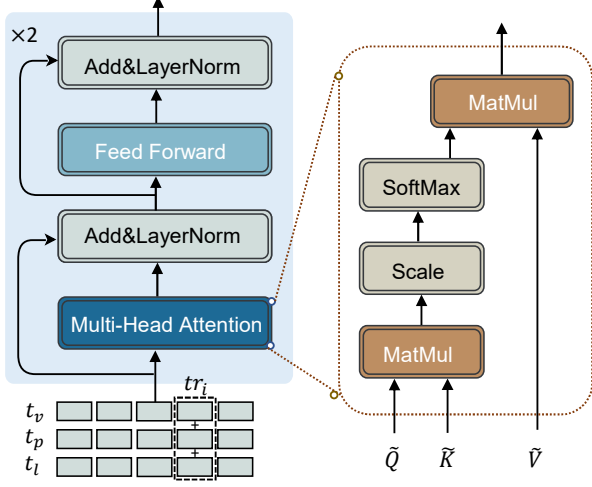 ×2
Add&LayerNorm
Feed Forward
Add&LayerNorm
Multi-Head Attention
tr_i
t_v
+
t_p
+
t_l
MatMul
SoftMax
Scale
MatMul
Q̃
K̃
Ṽ